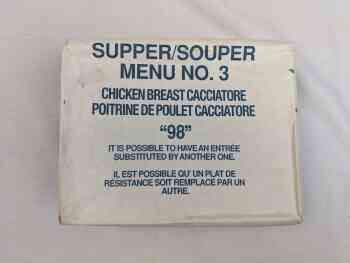 SUPPER/SOUPER
MENU NO. 3
CHICKEN BREAST CACCIATORE
POITRINE DE POULET CACCIATORE
"98"
IT IS POSSIBLE TO HAVE AN ENTRÉE
SUBSTITUTED BY ANOTHER ONE.
IL EST POSSIBLE QU'UN PLAT DE
RÉSISTANCE SOIT REMPLACÉ PAR UN
AUTRE.